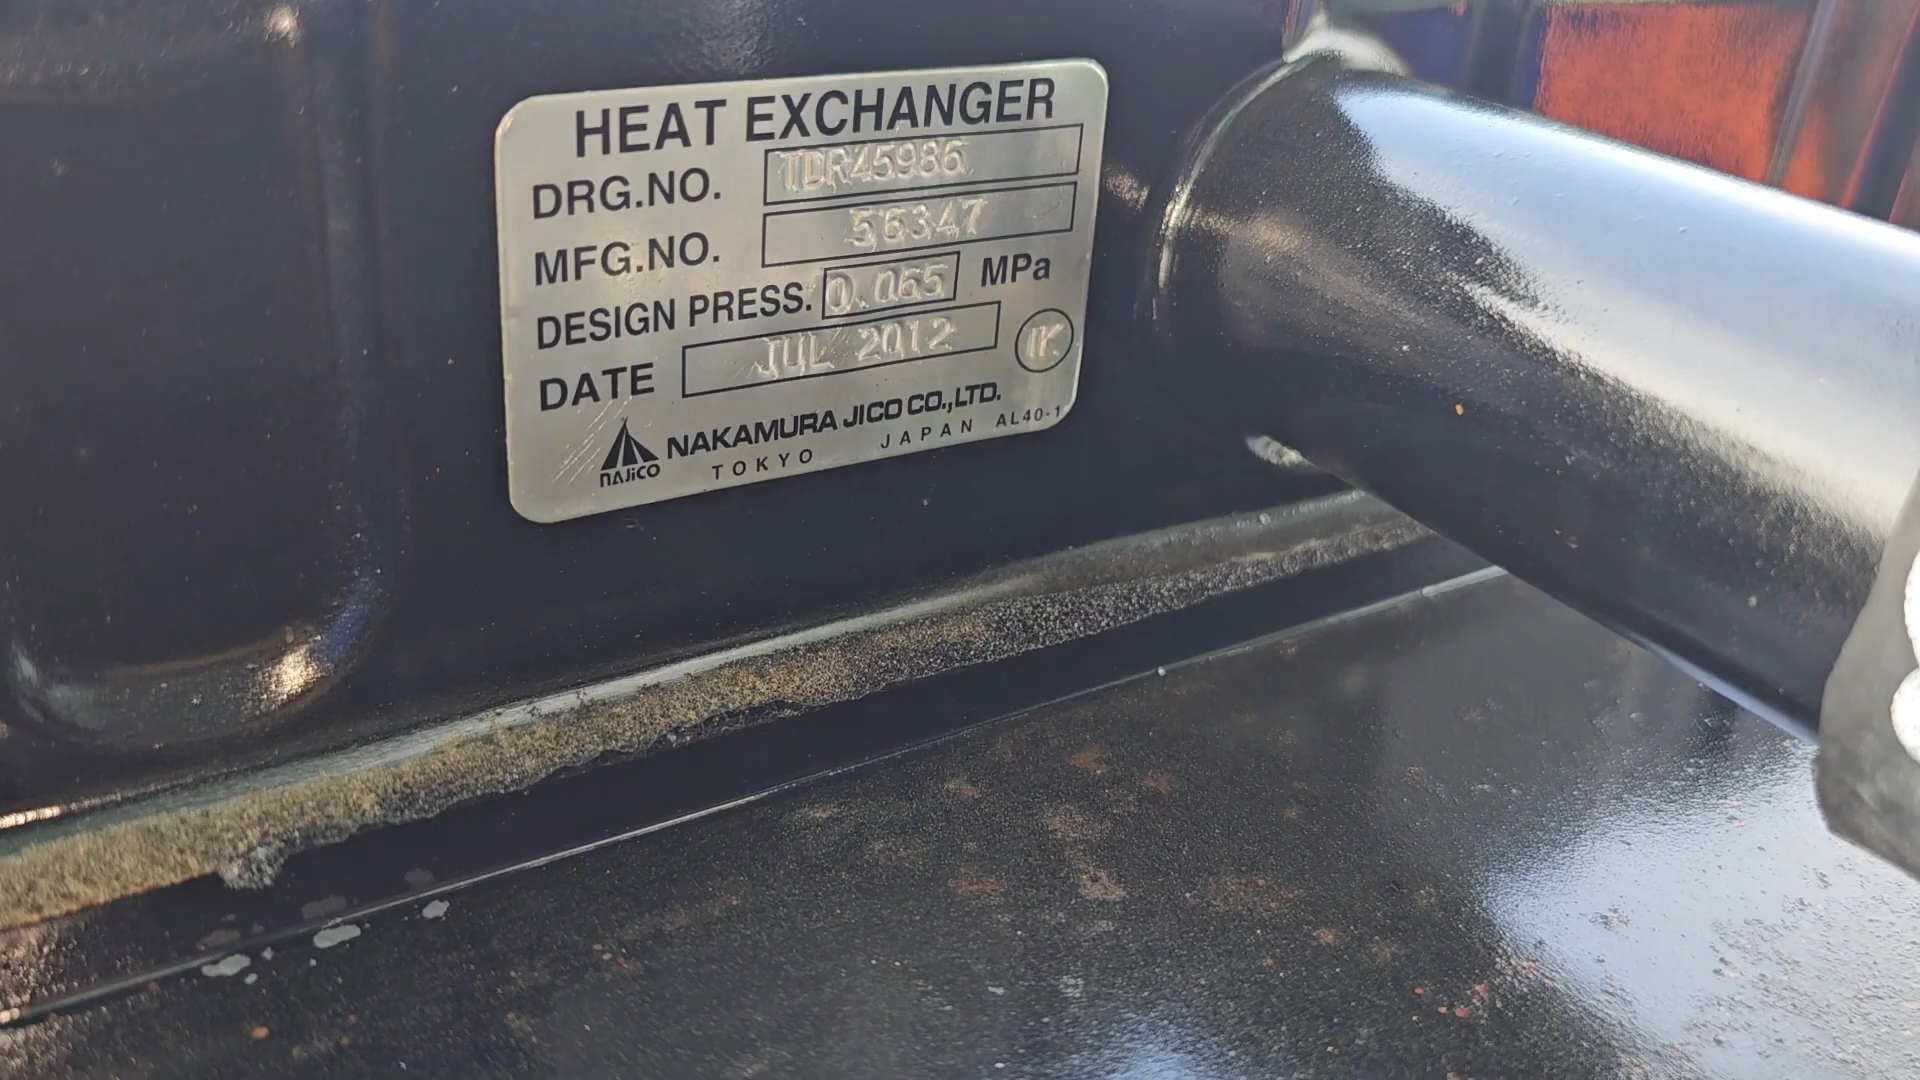 HEAT EXCHANGER
DRG.NO. TDR45986
MFG.NO. 56347
DESIGN PRESS. 0.065 MPa
DATE JUL 2012 IK
NAJICO NAKAMURA JICO CO.,LTD.
TOKYO JAPAN AL40-1